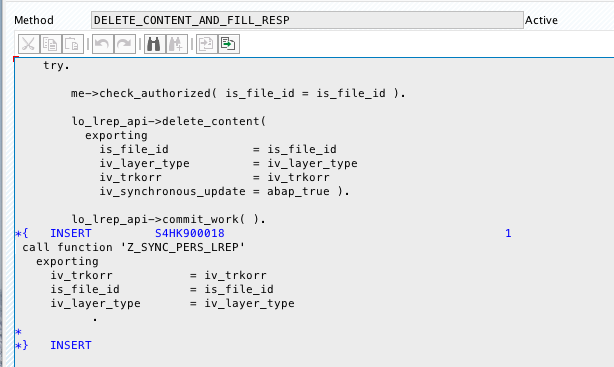 Method DELETE_CONTENT_AND_FILL_RESP Active
try.
me->check_authorized( is_file_id = is_file_id ).
lo_lrep_api->delete_content(
exporting
is_file_id = is_file_id
iv_layer_type = iv_layer_type
iv_trkorr = iv_trkorr
iv_synchronous_update = abap_true ).
lo_lrep_api->commit_work( ).
*{ INSERT S4HK900018 1
call function 'Z_SYNC_PERS_LREP'
exporting
iv_trkorr = iv_trkorr
is_file_id = is_file_id
iv_layer_type = iv_layer_type
.
*
*} INSERT